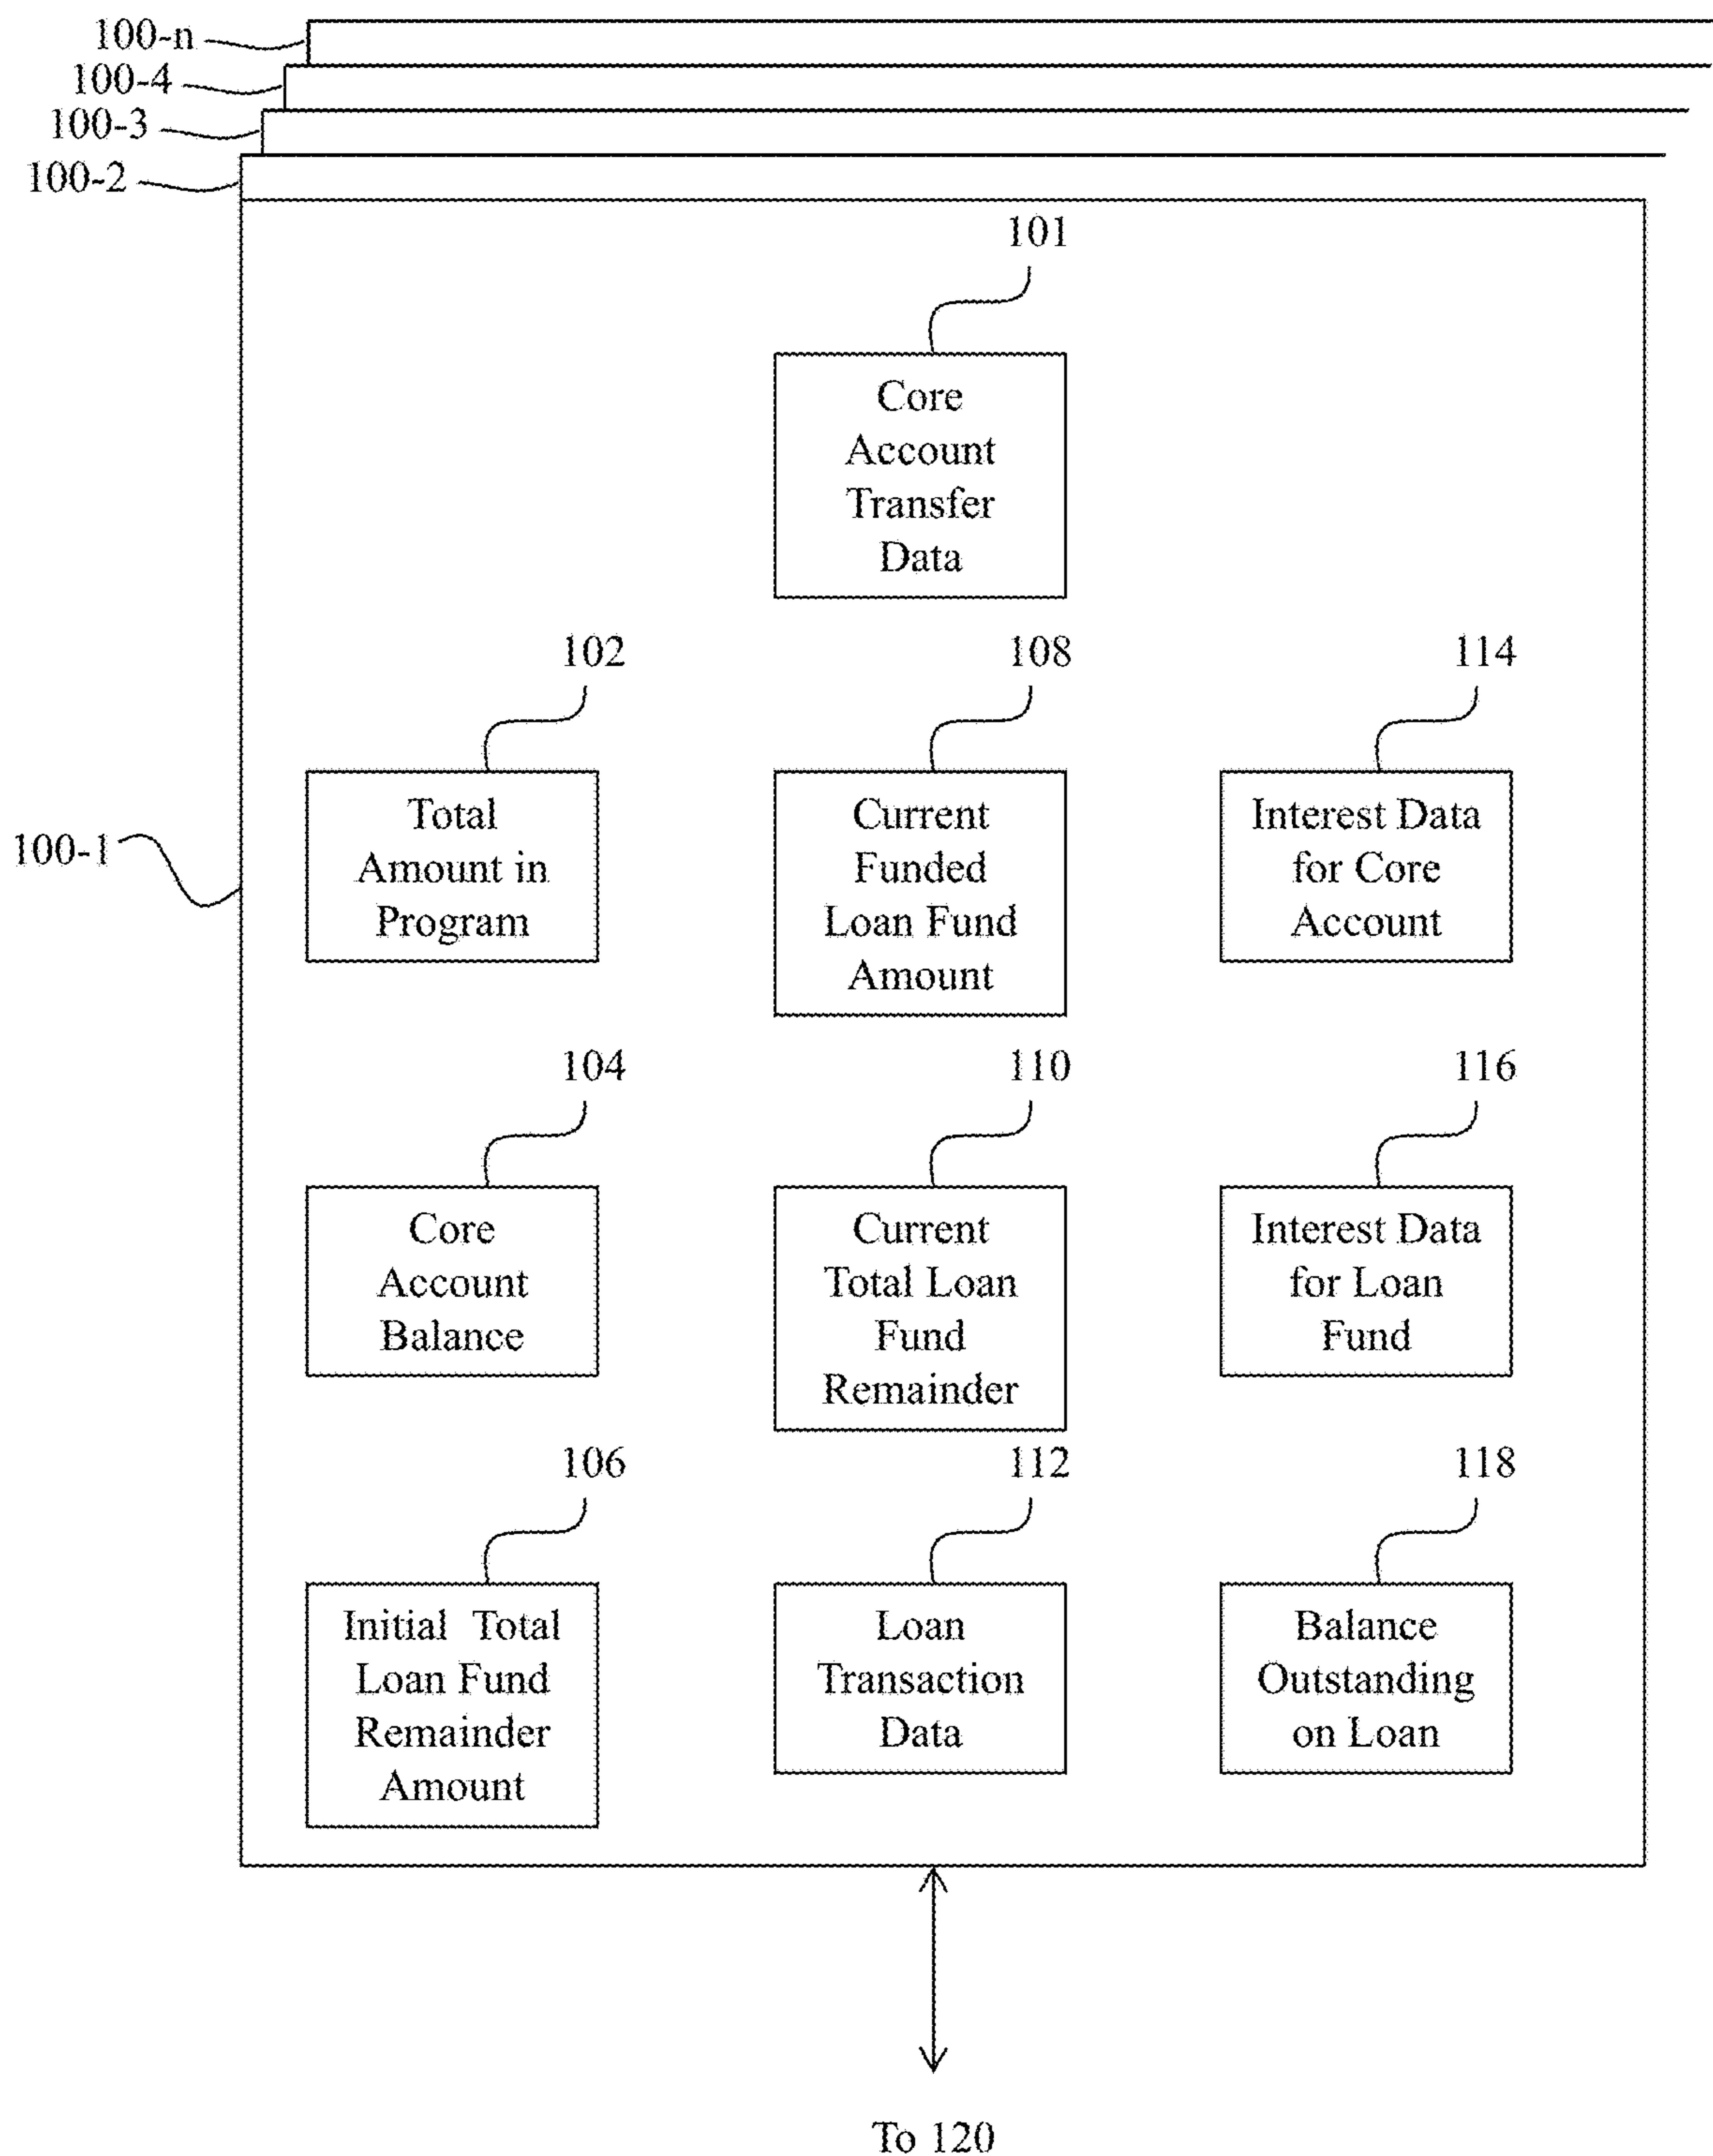 100-n
100-4
100-3
100-2
101
Core
Account
Transfer
Data
102
108
114
100-1
Total
Amount in
Program
Current
Funded
Loan Fund
Amount
Interest Data
for Core
Account
104
110
116
Core
Account
Balance
Current
Total Loan
Fund
Remainder
Interest Data
for Loan
Fund
106
112
118
Initial Total
Loan Fund
Remainder
Amount
Loan
Transaction
Data
Balance
Outstanding
on Loan
To 120